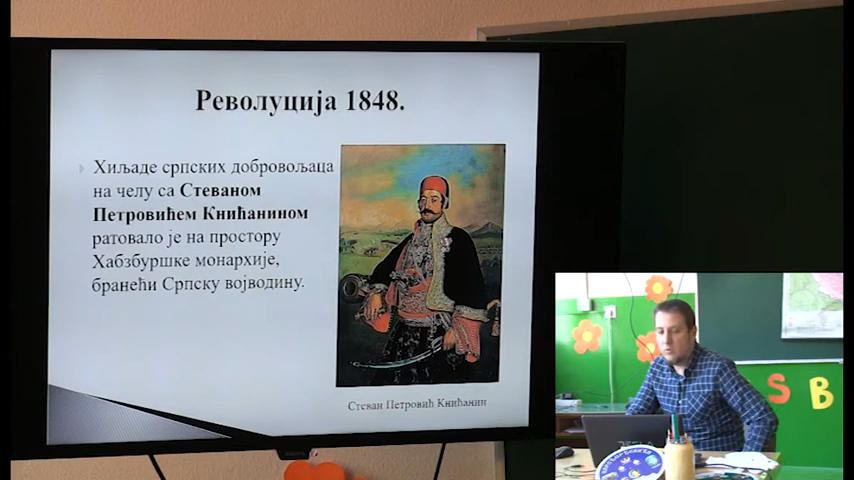 Револуција 1848.
Хиљаде српских добровољаца
на челу са Стеваном
Петровићем Книћанином
ратовало је на простору
Хабзбуршке монархије,
бранећи Српску војводину.
Стеван Петровић Книћанин
S B